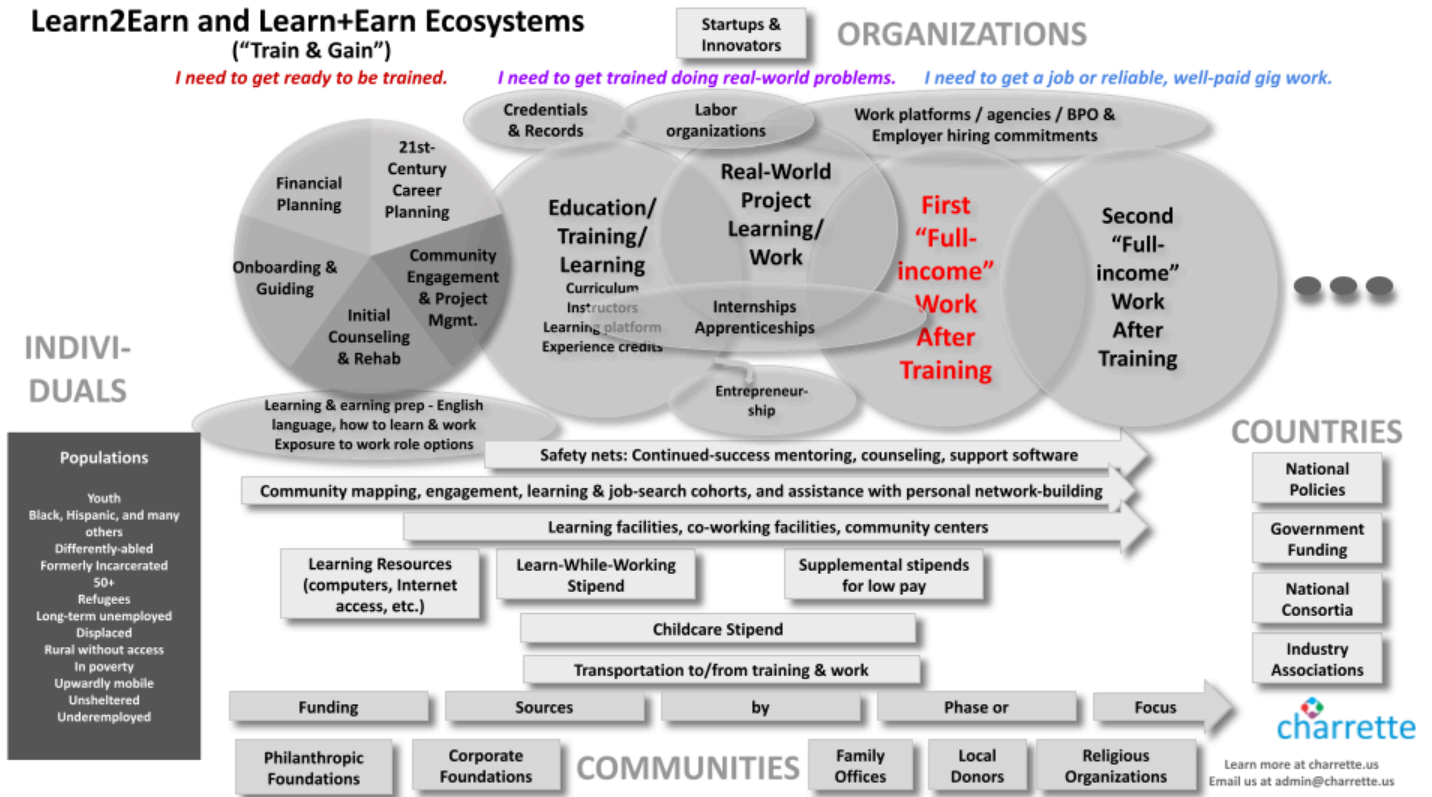 Learn2Earn and Learn+Earn Ecosystems
(“Train & Gain”)
Startups &
Innovators
ORGANIZATIONS
I need to get ready to be trained.
I need to get trained doing real-world problems.
I need to get a job or reliable, well-paid gig work.
Credentials
& Records
Labor
organizations
Work platforms / agencies / BPO &
Employer hiring commitments
Financial
Planning
21st-
Century
Career
Planning
Onboarding &
Guiding
Community
Engagement
& Project
Mgmt.
Initial
Counseling
& Rehab
Education/
Training/
Learning
Curriculum
Instructors
Learning platform
Experience credits
Real-World
Project
Learning/
Work
Internships
Apprenticeships
Entrepreneur-
ship
First
“Full-
income”
Work
After
Training
Second
“Full-
income”
Work
After
Training
Learning & earning prep - English
language, how to learn & work
Exposure to work role options
INDIVI-
DUALS
Populations
Youth
Black, Hispanic, and many
others
Differently-abled
Formerly Incarcerated
50+
Refugees
Long-term unemployed
Displaced
Rural without access
In poverty
Upwardly mobile
Unsheltered
Underemployed
Safety nets: Continued-success mentoring, counseling, support software
Community mapping, engagement, learning & job-search cohorts, and assistance with personal network-building
Learning facilities, co-working facilities, community centers
Learning Resources
(computers, Internet
access, etc.)
Learn-While-Working
Stipend
Supplemental stipends
for low pay
Childcare Stipend
Transportation to/from training & work
Funding
Sources
by
Phase or
Focus
Philanthropic
Foundations
Corporate
Foundations
COMMUNITIES
Family
Offices
Local
Donors
Religious
Organizations
COUNTRIES
National
Policies
Government
Funding
National
Consortia
Industry
Associations
charrette
Learn more at charrette.us
Email us at admin@charrette.us